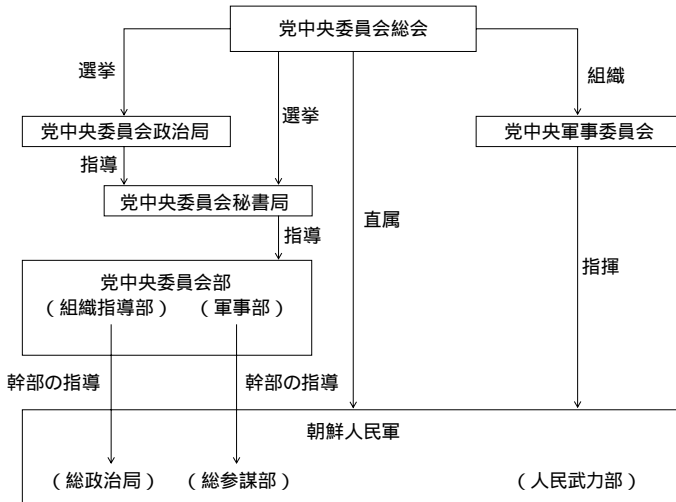 党中央委員会総会
選挙
組織
選挙
党中央委員会政治局
党中央軍事委員会
指導
党中央委員会秘書局
指導
直属
指揮
党中央委員会部
(組織指導部) (軍事部)
幹部の指導
幹部の指導
朝鮮人民軍
(総政治局) (総参謀部) (人民武力部)